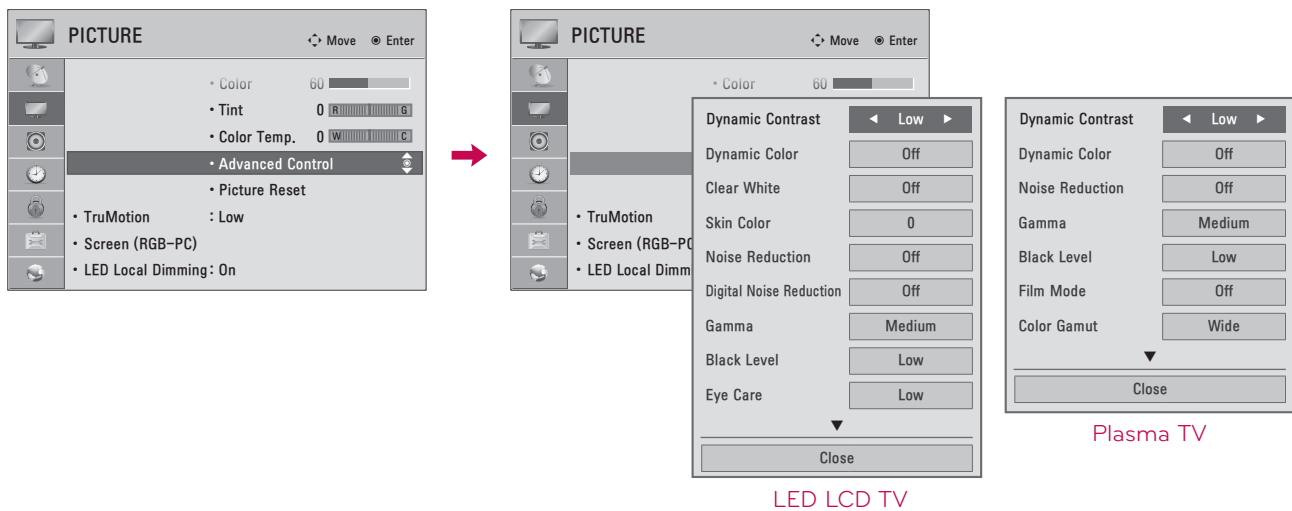 PICTURE
Move Enter
• Color 60
• Tint 0 R G
• Color Temp. 0 W C
• Advanced Control
• Picture Reset
• TruMotion : Low
• Screen (RGB-PC)
• LED Local Dimming : On
PICTURE
Move Enter
• Color 60
• TruMotion
• Screen (RGB-PC
• LED Local Dimm
Dynamic Contrast ◄ Low ►
Dynamic Color Off
Clear White Off
Skin Color 0
Noise Reduction Off
Digital Noise Reduction Off
Gamma Medium
Black Level Low
Eye Care Low
▼
Close
LED LCD TV
Dynamic Contrast ◄ Low ►
Dynamic Color Off
Noise Reduction Off
Gamma Medium
Black Level Low
Film Mode Off
Color Gamut Wide
▼
Close
Plasma TV